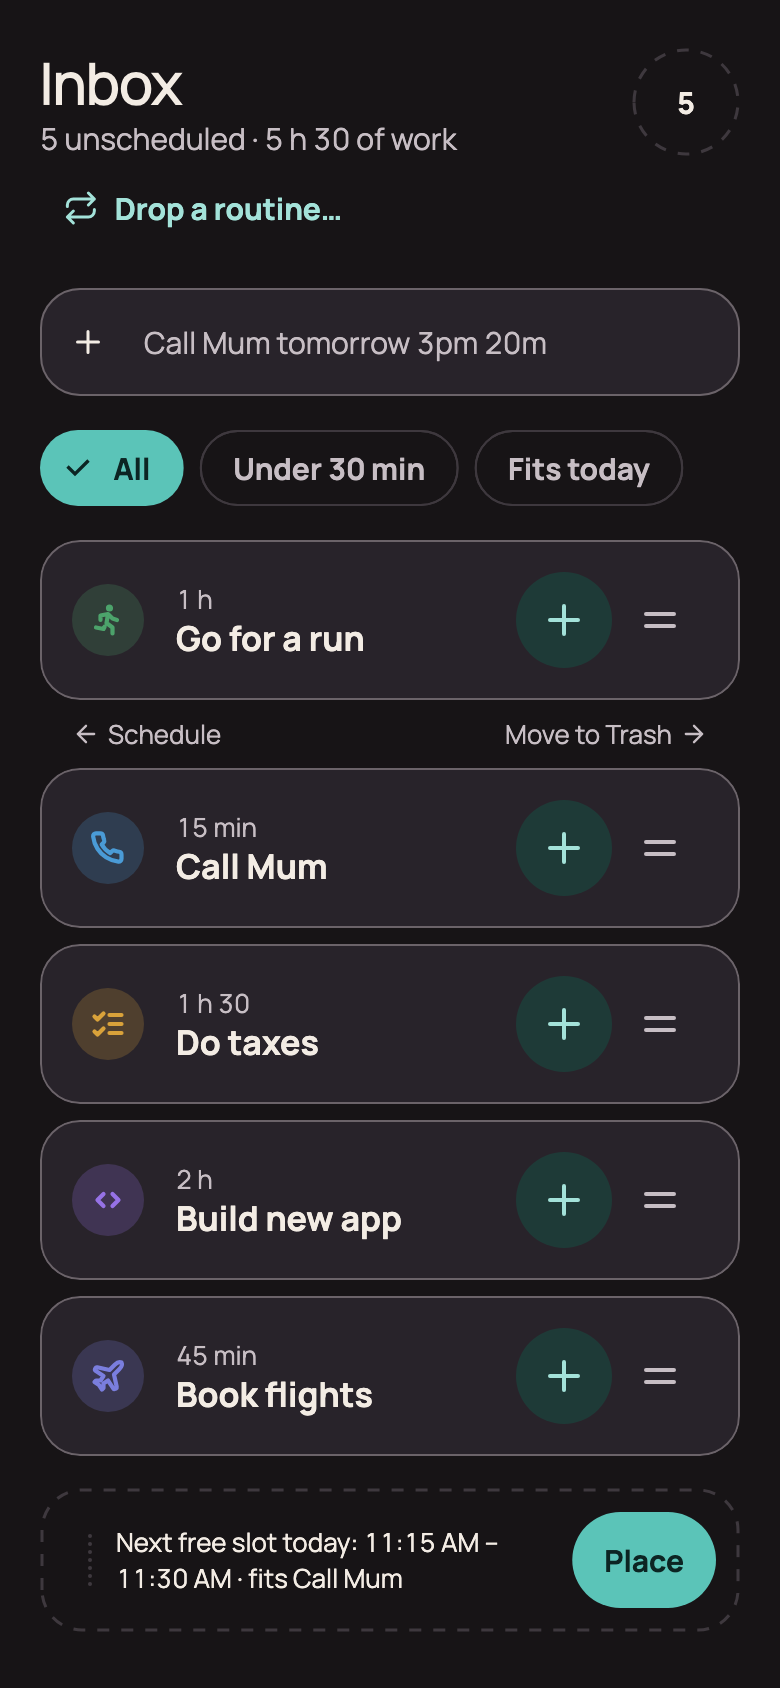 Inbox
5
5 unscheduled · 5 h 30 of work
Drop a routine…
Call Mum tomorrow 3pm 20m
All
Under 30 min
Fits today
1 h
Go for a run
← Schedule
Move to Trash →
15 min
Call Mum
1 h 30
Do taxes
2 h
Build new app
45 min
Book flights
Next free slot today: 11:15 AM –
11:30 AM · fits Call Mum
Place